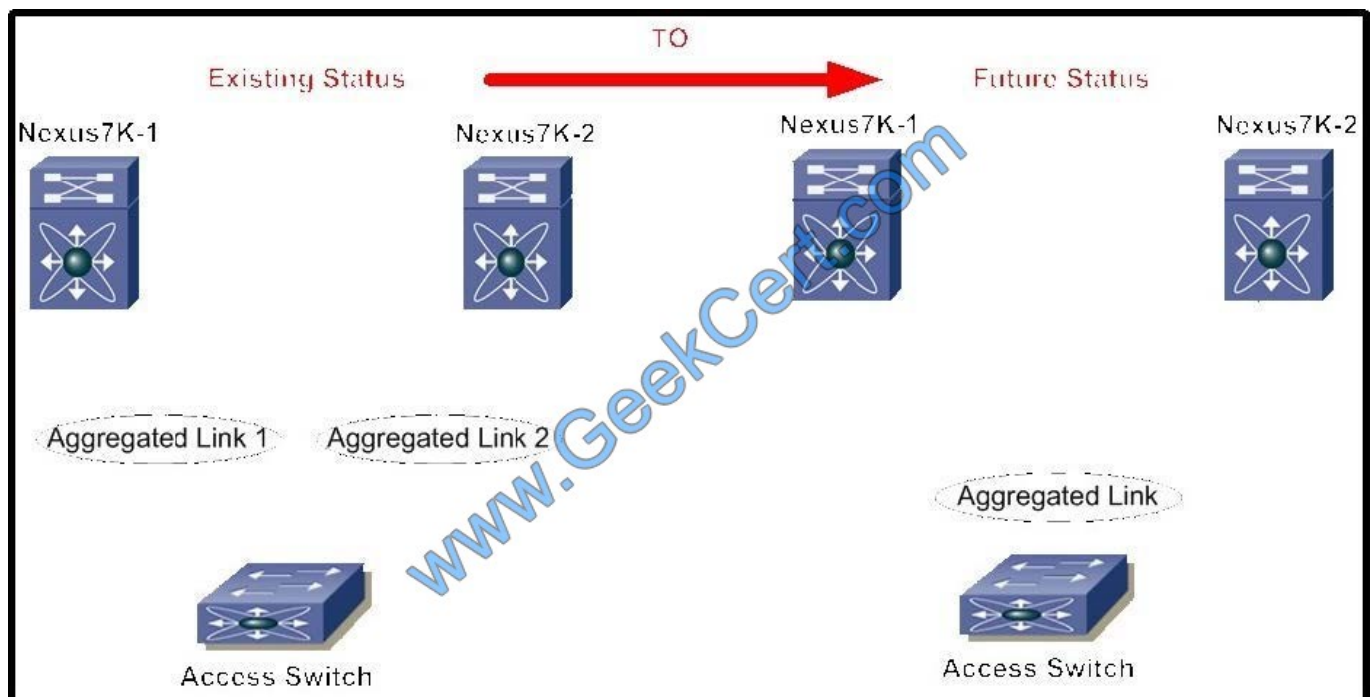 TO
Existing Status
Future Status
Nexus7K-1
Nexus7K-2
Nexus7K-1
Nexus7K-2
www.GeekCert.com
Aggregated Link 1
Aggregated Link 2
Aggregated Link
Access Switch
Access Switch